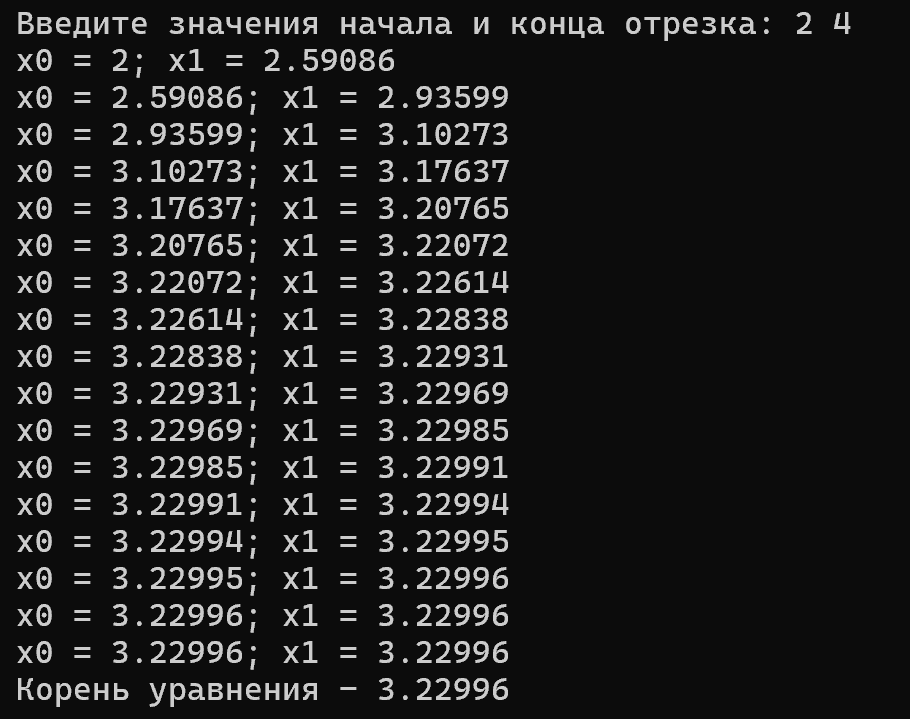 Введите значения начала и конца отрезка: 2 4
x0 = 2; x1 = 2.59086
x0 = 2.59086; x1 = 2.93599
x0 = 2.93599; x1 = 3.10273
x0 = 3.10273; x1 = 3.17637
x0 = 3.17637; x1 = 3.20765
x0 = 3.20765; x1 = 3.22072
x0 = 3.22072; x1 = 3.22614
x0 = 3.22614; x1 = 3.22838
x0 = 3.22838; x1 = 3.22931
x0 = 3.22931; x1 = 3.22969
x0 = 3.22969; x1 = 3.22985
x0 = 3.22985; x1 = 3.22991
x0 = 3.22991; x1 = 3.22994
x0 = 3.22994; x1 = 3.22995
x0 = 3.22995; x1 = 3.22996
x0 = 3.22996; x1 = 3.22996
x0 = 3.22996; x1 = 3.22996
Корень уравнения – 3.22996